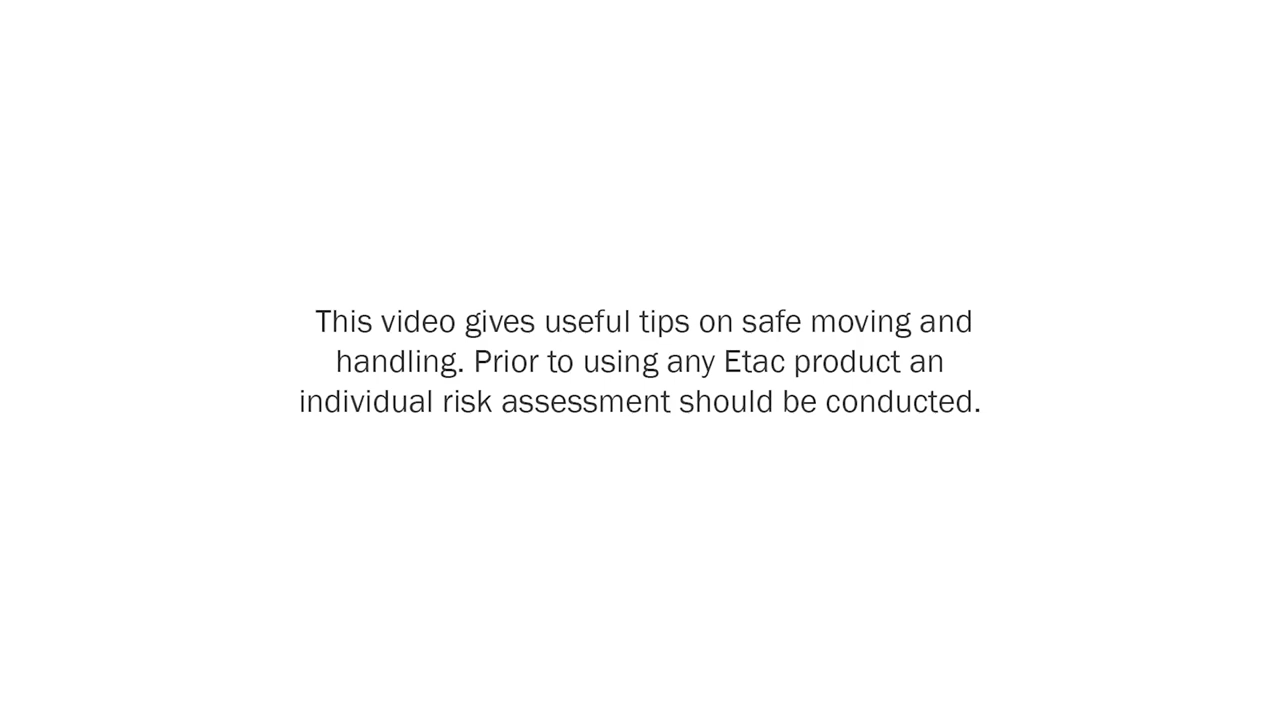 This video gives useful tips on safe moving and
handling. Prior to using any Etac product an
individual risk assessment should be conducted.